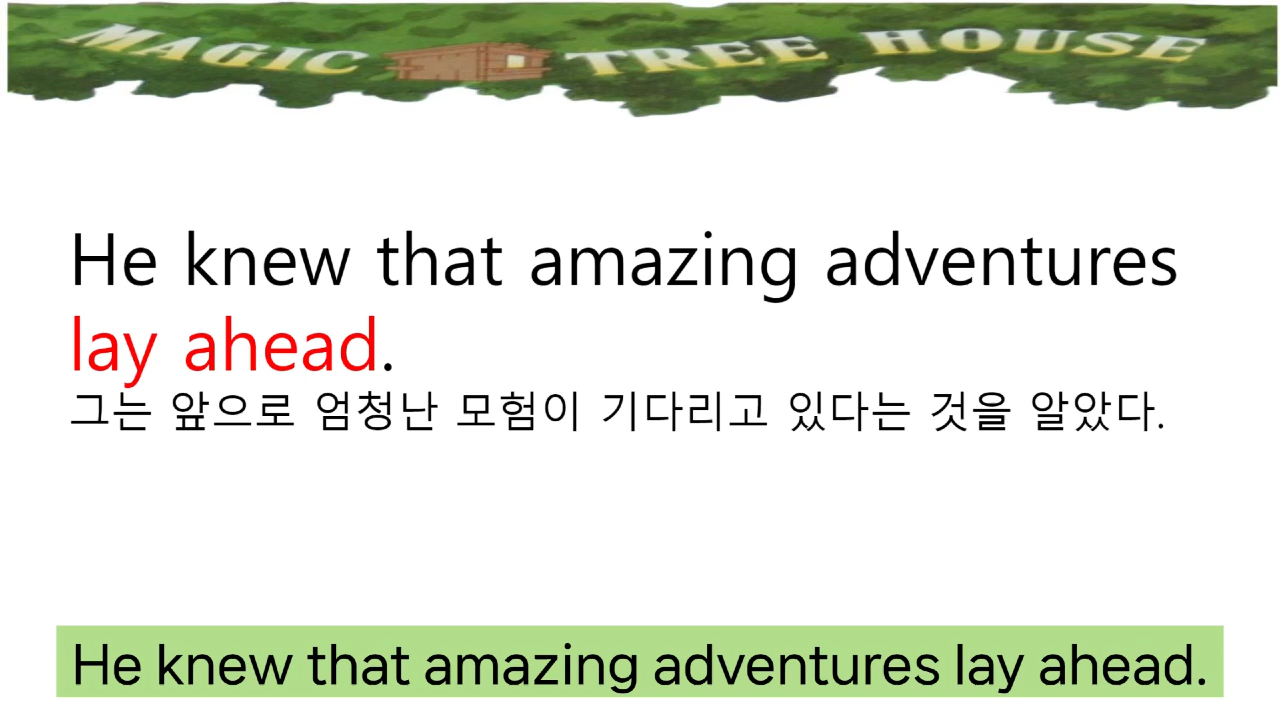 MAGIC TREE HOUSE
He knew that amazing adventures
lay ahead.
그는 앞으로 엄청난 모험이 기다리고 있다는 것을 알았다.
He knew that amazing adventures lay ahead.